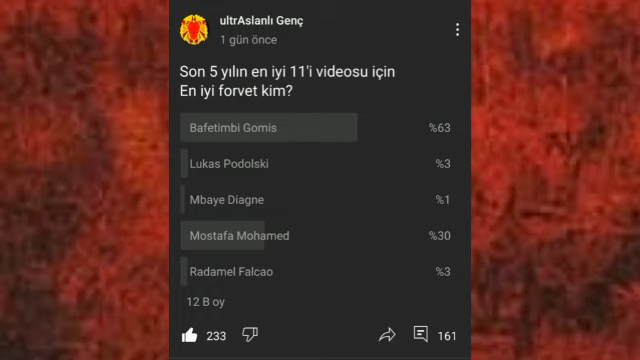 ultrAslanlı Genç
1 gün önce
Son 5 yılın en iyi 11'i videosu için
En iyi forvet kim?
Bafetimbi Gomis %63
Lukas Podolski %3
Mbaye Diagne %1
Mostafa Mohamed %30
Radamel Falcao %3
12 B oy
233 161